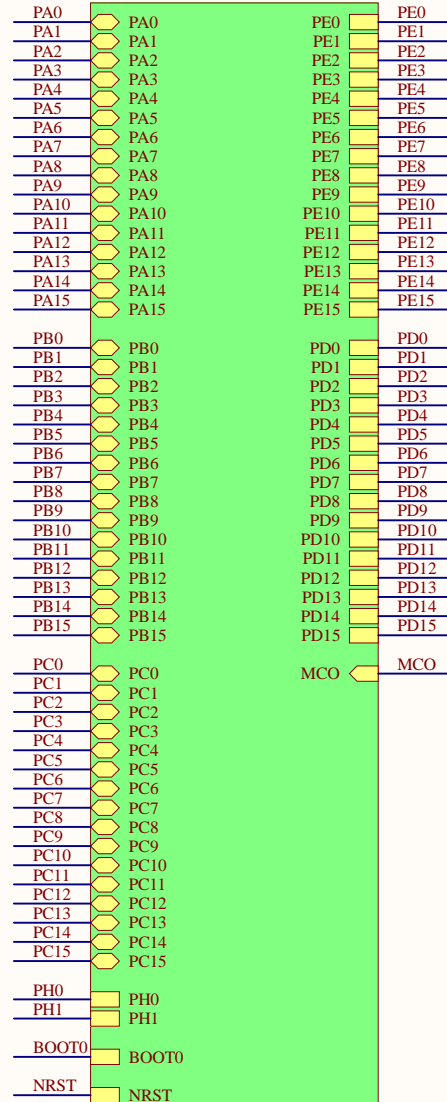 PA0 PA0 PE0 PE0
PA1 PA1 PE1 PE1
PA2 PA2 PE2 PE2
PA3 PA3 PE3 PE3
PA4 PA4 PE4 PE4
PA5 PA5 PE5 PE5
PA6 PA6 PE6 PE6
PA7 PA7 PE7 PE7
PA8 PA8 PE8 PE8
PA9 PA9 PE9 PE9
PA10 PA10 PE10 PE10
PA11 PA11 PE11 PE11
PA12 PA12 PE12 PE12
PA13 PA13 PE13 PE13
PA14 PA14 PE14 PE14
PA15 PA15 PE15 PE15
PB0 PB0 PD0 PD0
PB1 PB1 PD1 PD1
PB2 PB2 PD2 PD2
PB3 PB3 PD3 PD3
PB4 PB4 PD4 PD4
PB5 PB5 PD5 PD5
PB6 PB6 PD6 PD6
PB7 PB7 PD7 PD7
PB8 PB8 PD8 PD8
PB9 PB9 PD9 PD9
PB10 PB10 PD10 PD10
PB11 PB11 PD11 PD11
PB12 PB12 PD12 PD12
PB13 PB13 PD13 PD13
PB14 PB14 PD14 PD14
PB15 PB15 PD15 PD15
PC0 PC0 MCO MCO
PC1 PC1
PC2 PC2
PC3 PC3
PC4 PC4
PC5 PC5
PC6 PC6
PC7 PC7
PC8 PC8
PC9 PC9
PC10 PC10
PC11 PC11
PC12 PC12
PC13 PC13
PC14 PC14
PC15 PC15
PH0 PH0
PH1 PH1
BOOT0 BOOT0
NRST NRST